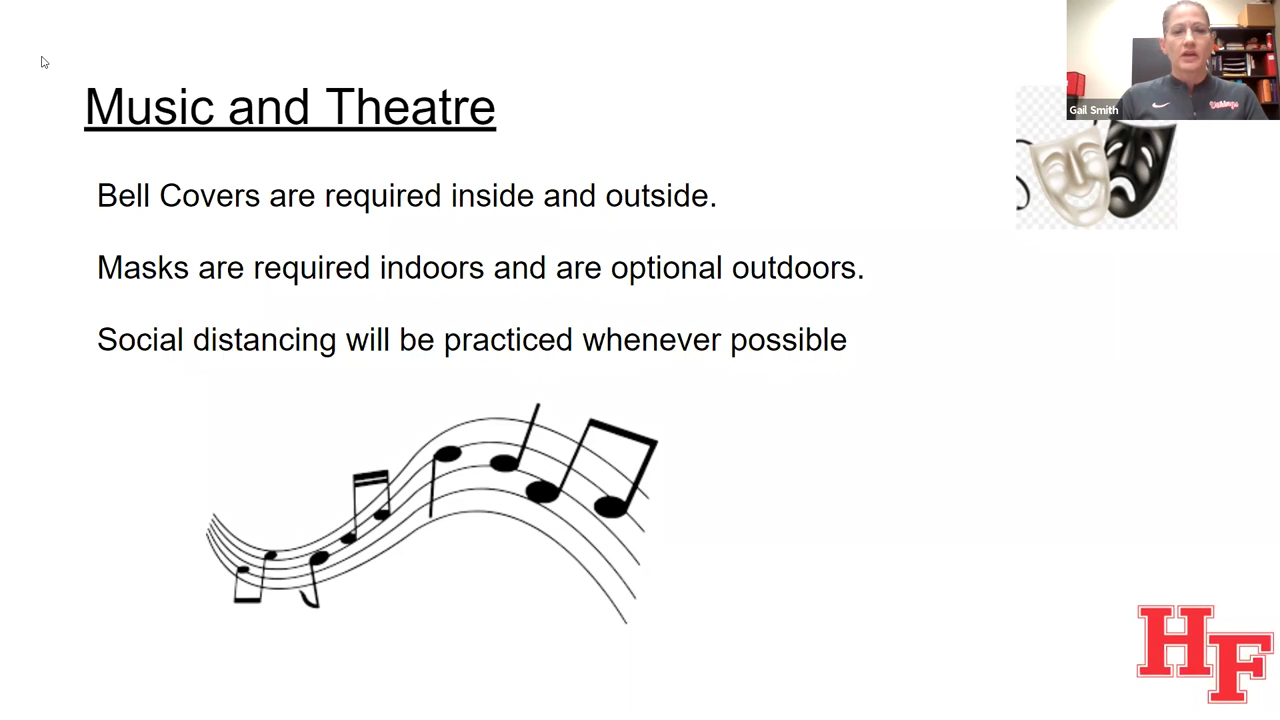 Gail Smith
Vikings
Music and Theatre
Bell Covers are required inside and outside.
Masks are required indoors and are optional outdoors.
Social distancing will be practiced whenever possible
HF